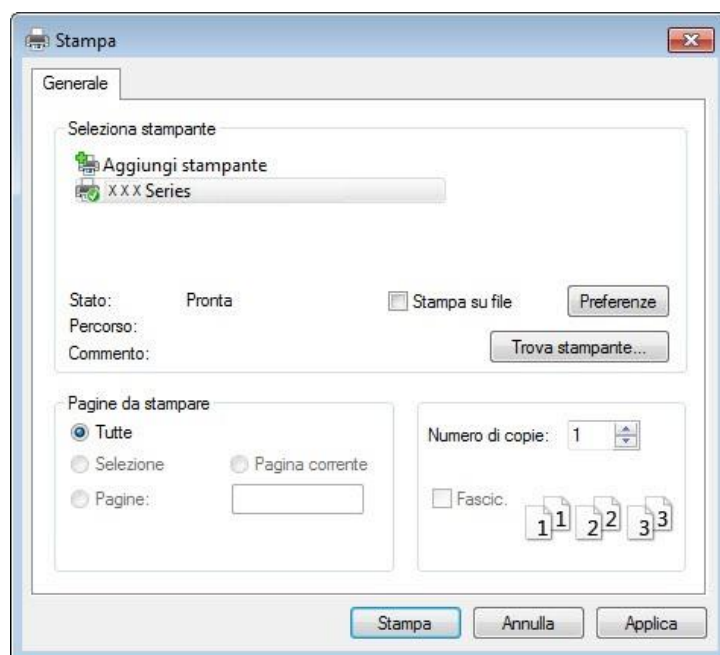 Stampa
Generale
Seleziona stampante
Aggiungi stampante
X X X Series
Stato: Pronta
Stampa su file
Preferenze
Percorso:
Commento:
Trova stampante...
Pagine da stampare
Tutte
Selezione
Pagina corrente
Pagine:
Numero di copie: 1
Fascic.
1 1 2 2 3 3
Stampa
Annulla
Applica